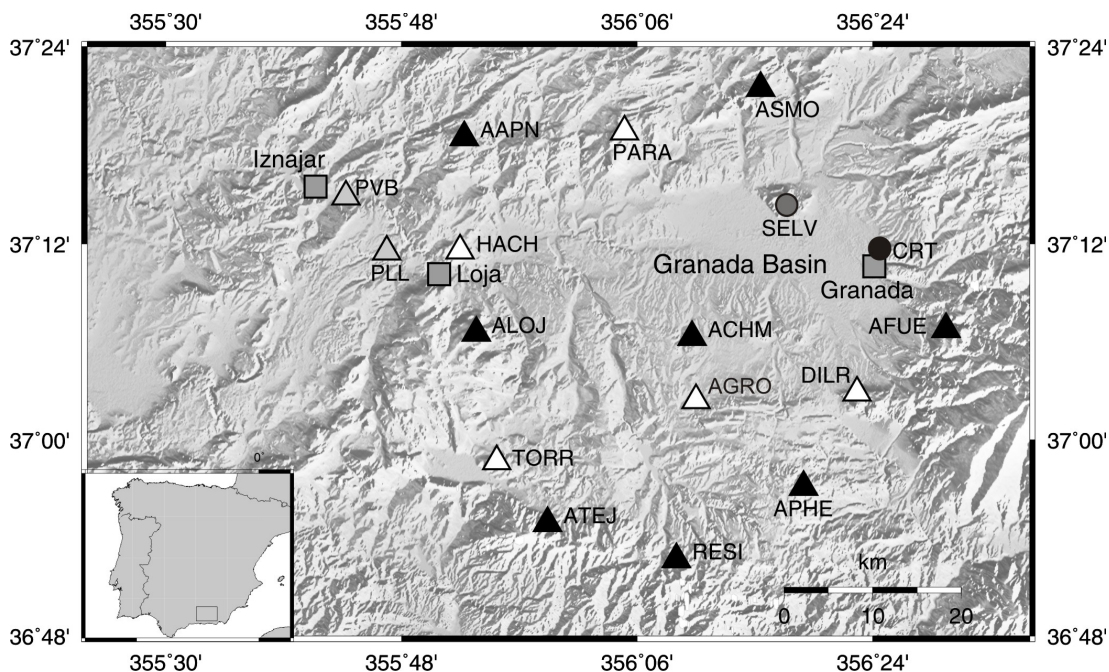 355˚30' 355˚48' 356˚06' 356˚24'
37˚24' 37˚24'
ASMO
AAPN
PARA
Iznajar
PVB
SELV
37˚12' HACH CRT 37˚12'
PLL Loja Granada Basin
Granada
ALOJ ACHM AFUE
DILR
AGRO
37˚00' 37˚00'
TORR
0˚
APHE
ATEJ
RESI
km
0 10 20
36˚48' 36˚48'
355˚30' 355˚48' 356˚06' 356˚24'